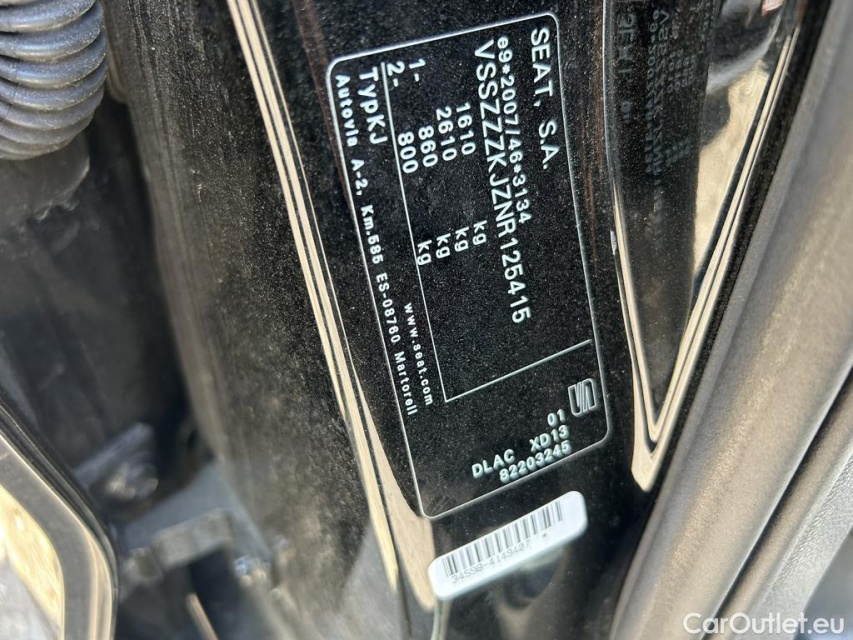 SEAT, S.A.
e9*2007/46*3134
VSSZZZKJZNR125415
1610 kg
2610 kg
1- 860 kg
2- 800 kg
TypKJ
www.seat.com
Autovia A-2, Km.585 ES-08760 Martorell
01
DLAC XD13
82203245
CarOutlet.eu